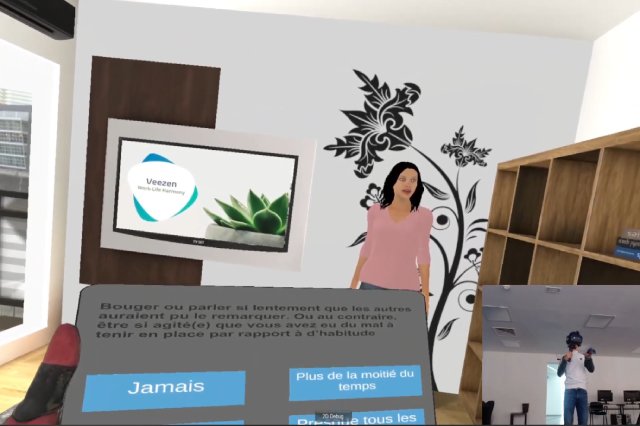 Veezen
Work-Life Harmony
Bouger ou parler si lentement que les autres
auraient pu le remarquer. Ou au contraire,
être si agité(e) que vous avez eu du mal à
tenir en place par rapport à d'habitude
Jamais
Plus de la moitié du
temps
Presque tous les
2D Debug